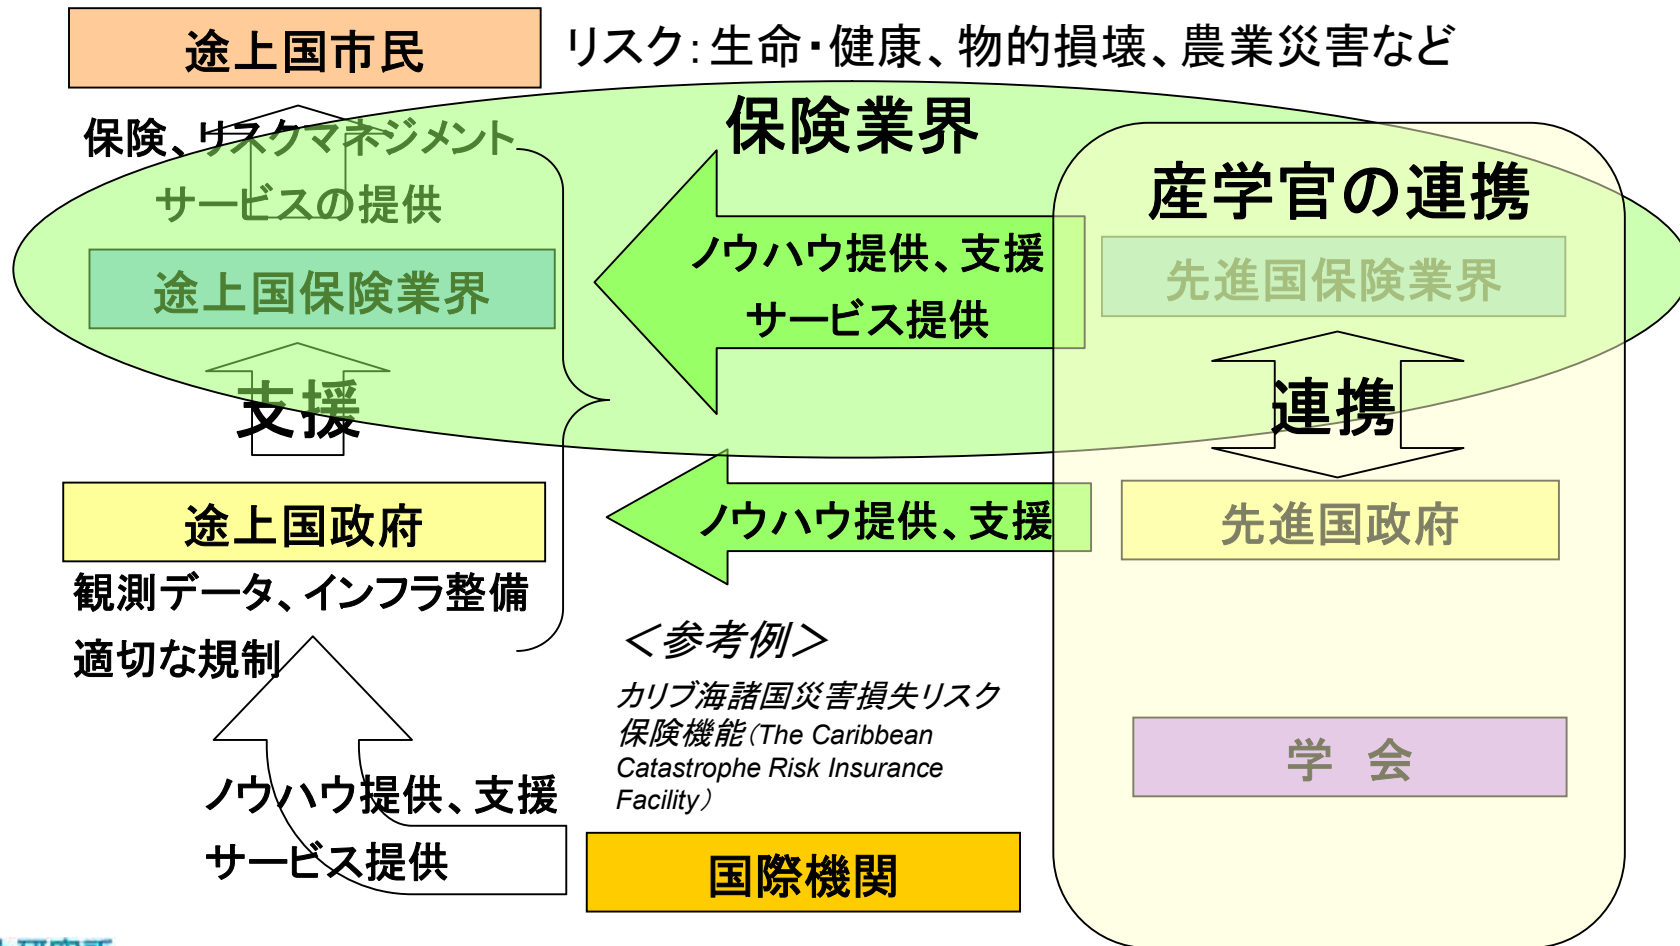 途上国市民
リスク：生命・健康、物的損壊、農業災害など
保険業界
保険、リスクマネジメント
サービスの提供
産学官の連携
途上国保険業界
ノウハウ提供、支援
サービス提供
先進国保険業界
支援
連携
途上国政府
ノウハウ提供、支援
先進国政府
観測データ、インフラ整備
適切な規制
＜参考例＞
カリブ海諸国災害損失リスク
保険機能（The Caribbean
Catastrophe Risk Insurance
Facility）
学　会
ノウハウ提供、支援
サービス提供
国際機関